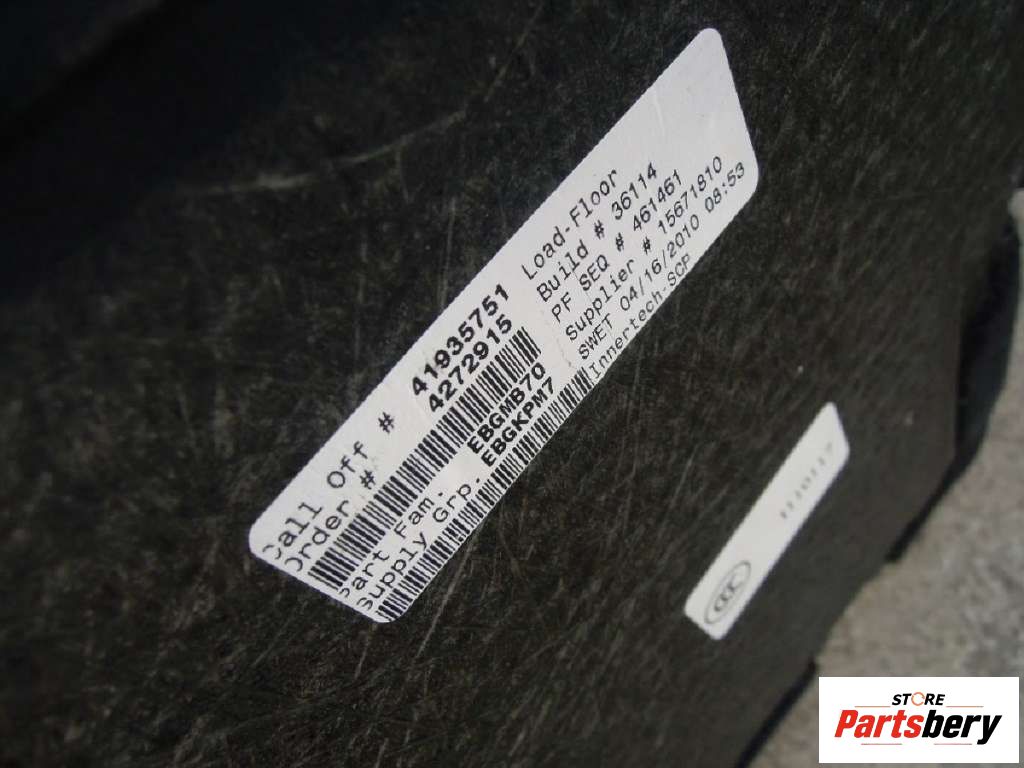 Call Off # 41935751
Order # 4272915
Part Fam. EBGMB70
Supply Grp. EBGKPM7
Load-Floor
Build # 36114
PF SEQ # 461461
Supplier # 15671810
SWET 04/16/2010 08:53
Innertech-SCP
CCC
STORE
Partsbery